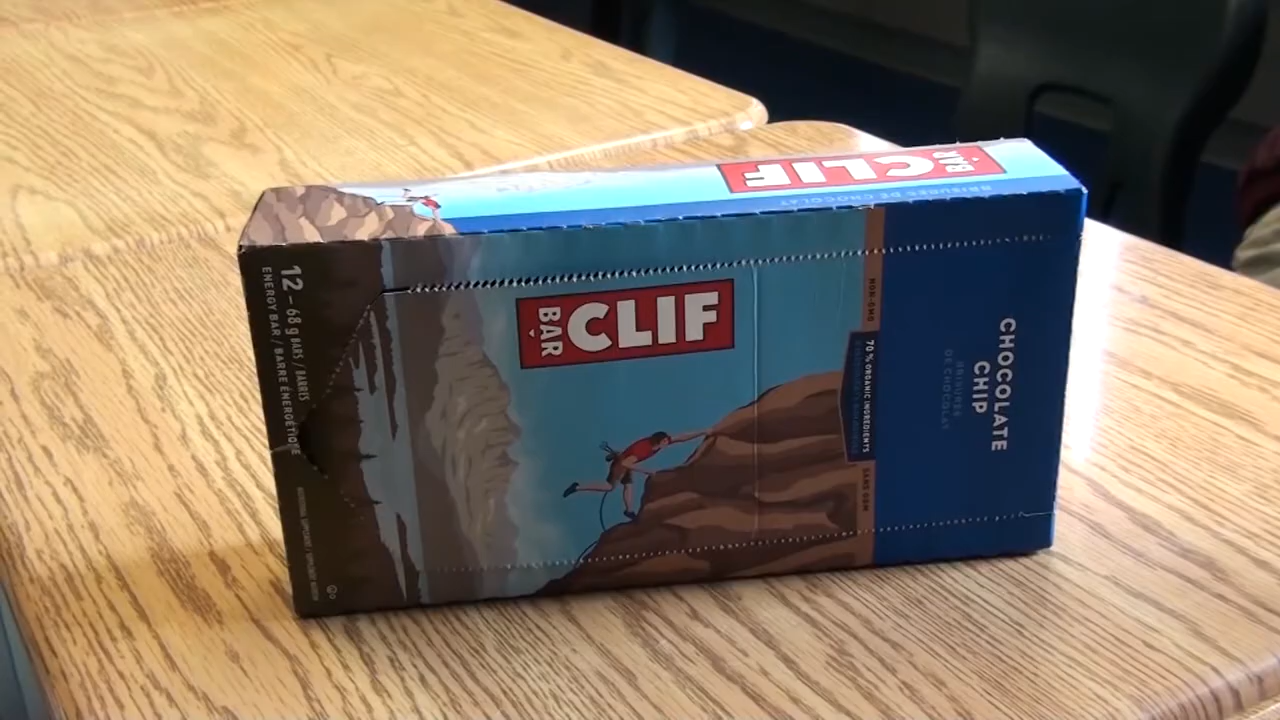 BAR CLIF
BRISURES DE CHOCOLAT
12 - 68 g BARS / BARRES
ENERGY BAR / BARRE ÉNERGÉTIQUE
BAR CLIF
NON-GMO
70 % ORGANIC INGREDIENTS
SANS OGM
CHOCOLATE
CHIP
BRISURES
DE CHOCOLAT